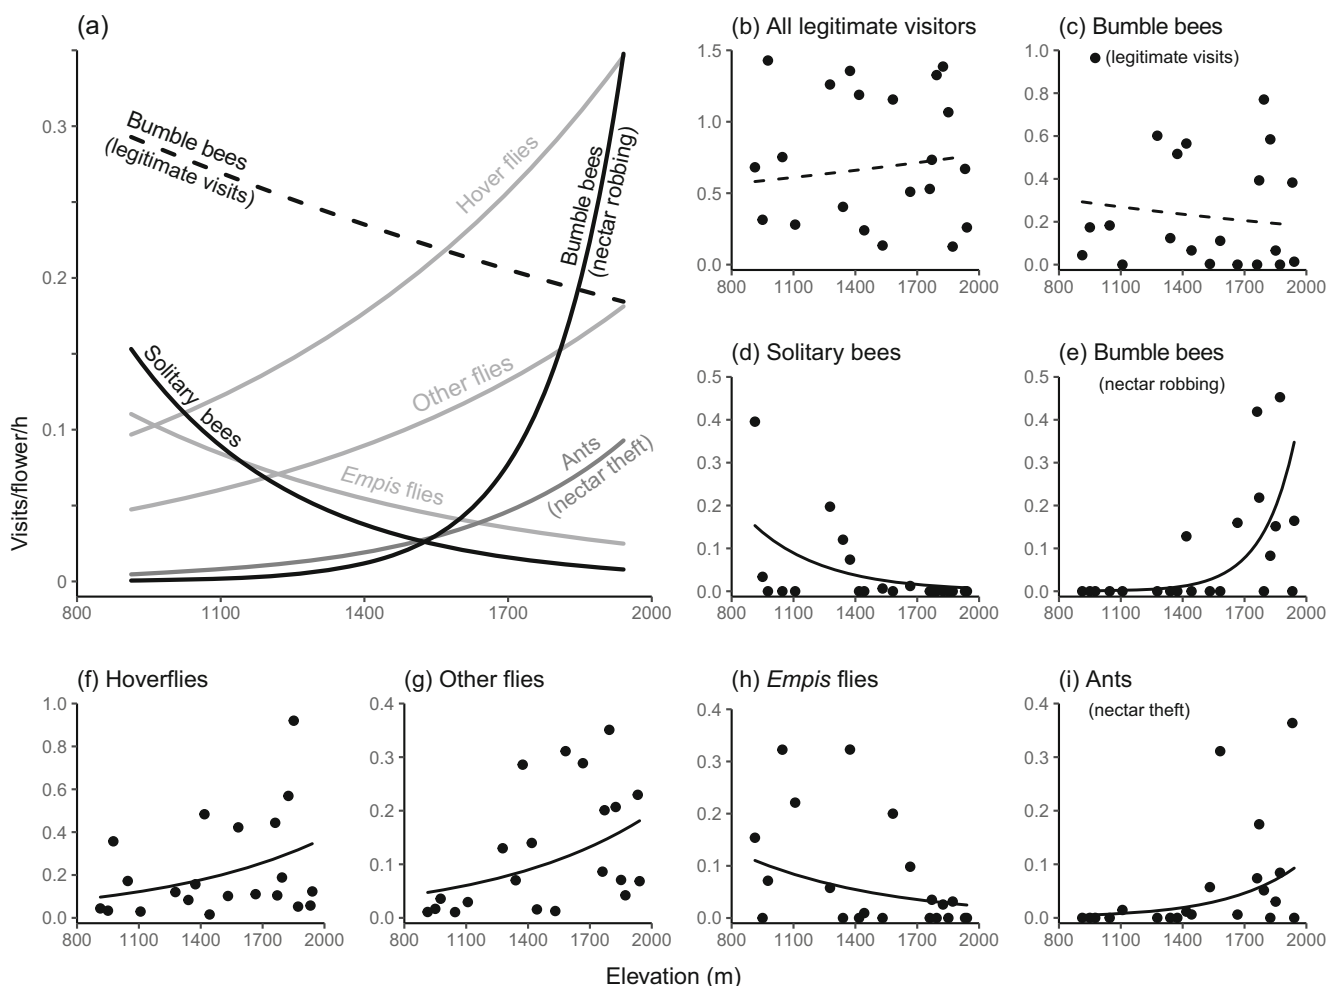 (a)
Visits/flower/h
0.3
0.2
0.1
0
800 1100 1400 1700 2000
Bumble bees
(legitimate visits)
Hover flies
Bumble bees
(nectar robbing)
Solitary bees
Other flies
Empis flies
Ants
(nectar theft)
(b) All legitimate visitors
1.5
1.0
0.5
0.0
800 1100 1400 1700 2000
(c) Bumble bees
(legitimate visits)
1.0
0.8
0.6
0.4
0.2
0.0
800 1100 1400 1700 2000
(d) Solitary bees
0.5
0.4
0.3
0.2
0.1
0.0
800 1100 1400 1700 2000
(e) Bumble bees
(nectar robbing)
0.5
0.4
0.3
0.2
0.1
0.0
800 1100 1400 1700 2000
(f) Hoverflies
1.0
0.8
0.6
0.4
0.2
0.0
800 1100 1400 1700 2000
(g) Other flies
0.4
0.3
0.2
0.1
0.0
800 1100 1400 1700 2000
(h) Empis flies
0.4
0.3
0.2
0.1
0.0
800 1100 1400 1700 2000
(i) Ants
(nectar theft)
0.4
0.3
0.2
0.1
0.0
800 1100 1400 1700 2000
Elevation (m)